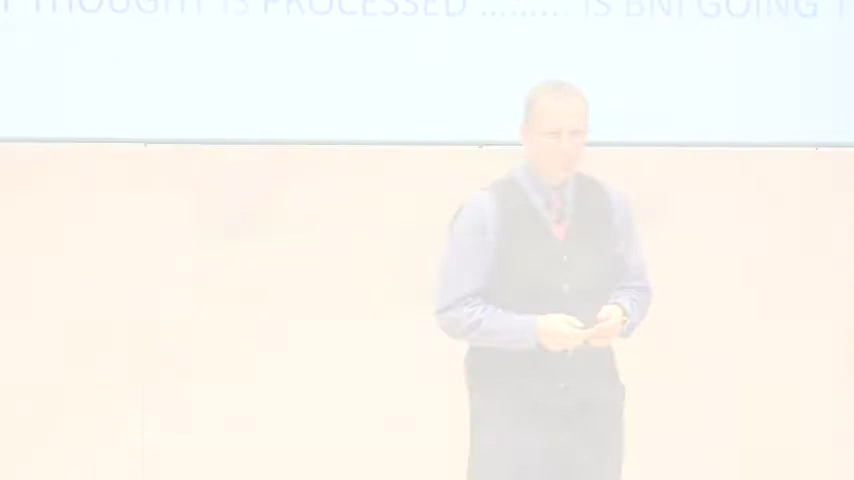 THOUGHT IS PROCESSED ......... IS BNI GOING